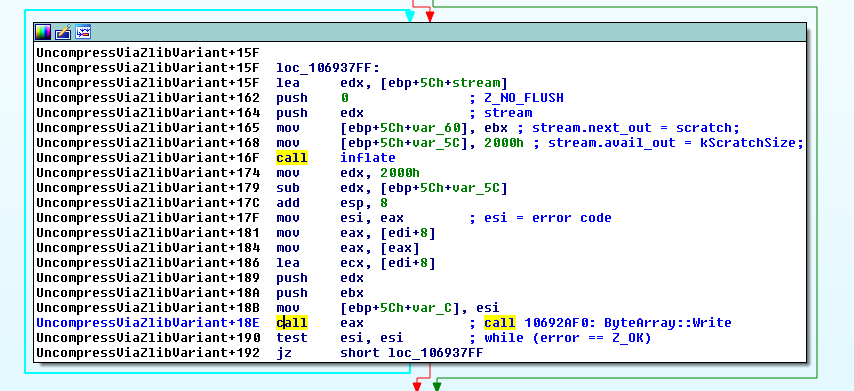 UncompressViaZlibVariant+15F
UncompressViaZlibVariant+15F loc_106937FF:
UncompressViaZlibVariant+15F lea edx, [ebp+5Ch+stream]
UncompressViaZlibVariant+162 push 0 ; Z_NO_FLUSH
UncompressViaZlibVariant+164 push edx ; stream
UncompressViaZlibVariant+165 mov [ebp+5Ch+var_60], ebx ; stream.next_out = scratch;
UncompressViaZlibVariant+168 mov [ebp+5Ch+var_5C], 2000h ; stream.avail_out = kScratchSize;
UncompressViaZlibVariant+16F call inflate
UncompressViaZlibVariant+174 mov edx, 2000h
UncompressViaZlibVariant+179 sub edx, [ebp+5Ch+var_5C]
UncompressViaZlibVariant+17C add esp, 8
UncompressViaZlibVariant+17F mov esi, eax ; esi = error code
UncompressViaZlibVariant+181 mov eax, [edi+8]
UncompressViaZlibVariant+184 mov eax, [eax]
UncompressViaZlibVariant+186 lea ecx, [edi+8]
UncompressViaZlibVariant+189 push edx
UncompressViaZlibVariant+18A push ebx
UncompressViaZlibVariant+18B mov [ebp+5Ch+var_C], esi
UncompressViaZlibVariant+18E call eax ; call 10692AF0: ByteArray::Write
UncompressViaZlibVariant+190 test esi, esi ; while (error == Z_OK)
UncompressViaZlibVariant+192 jz short loc_106937FF